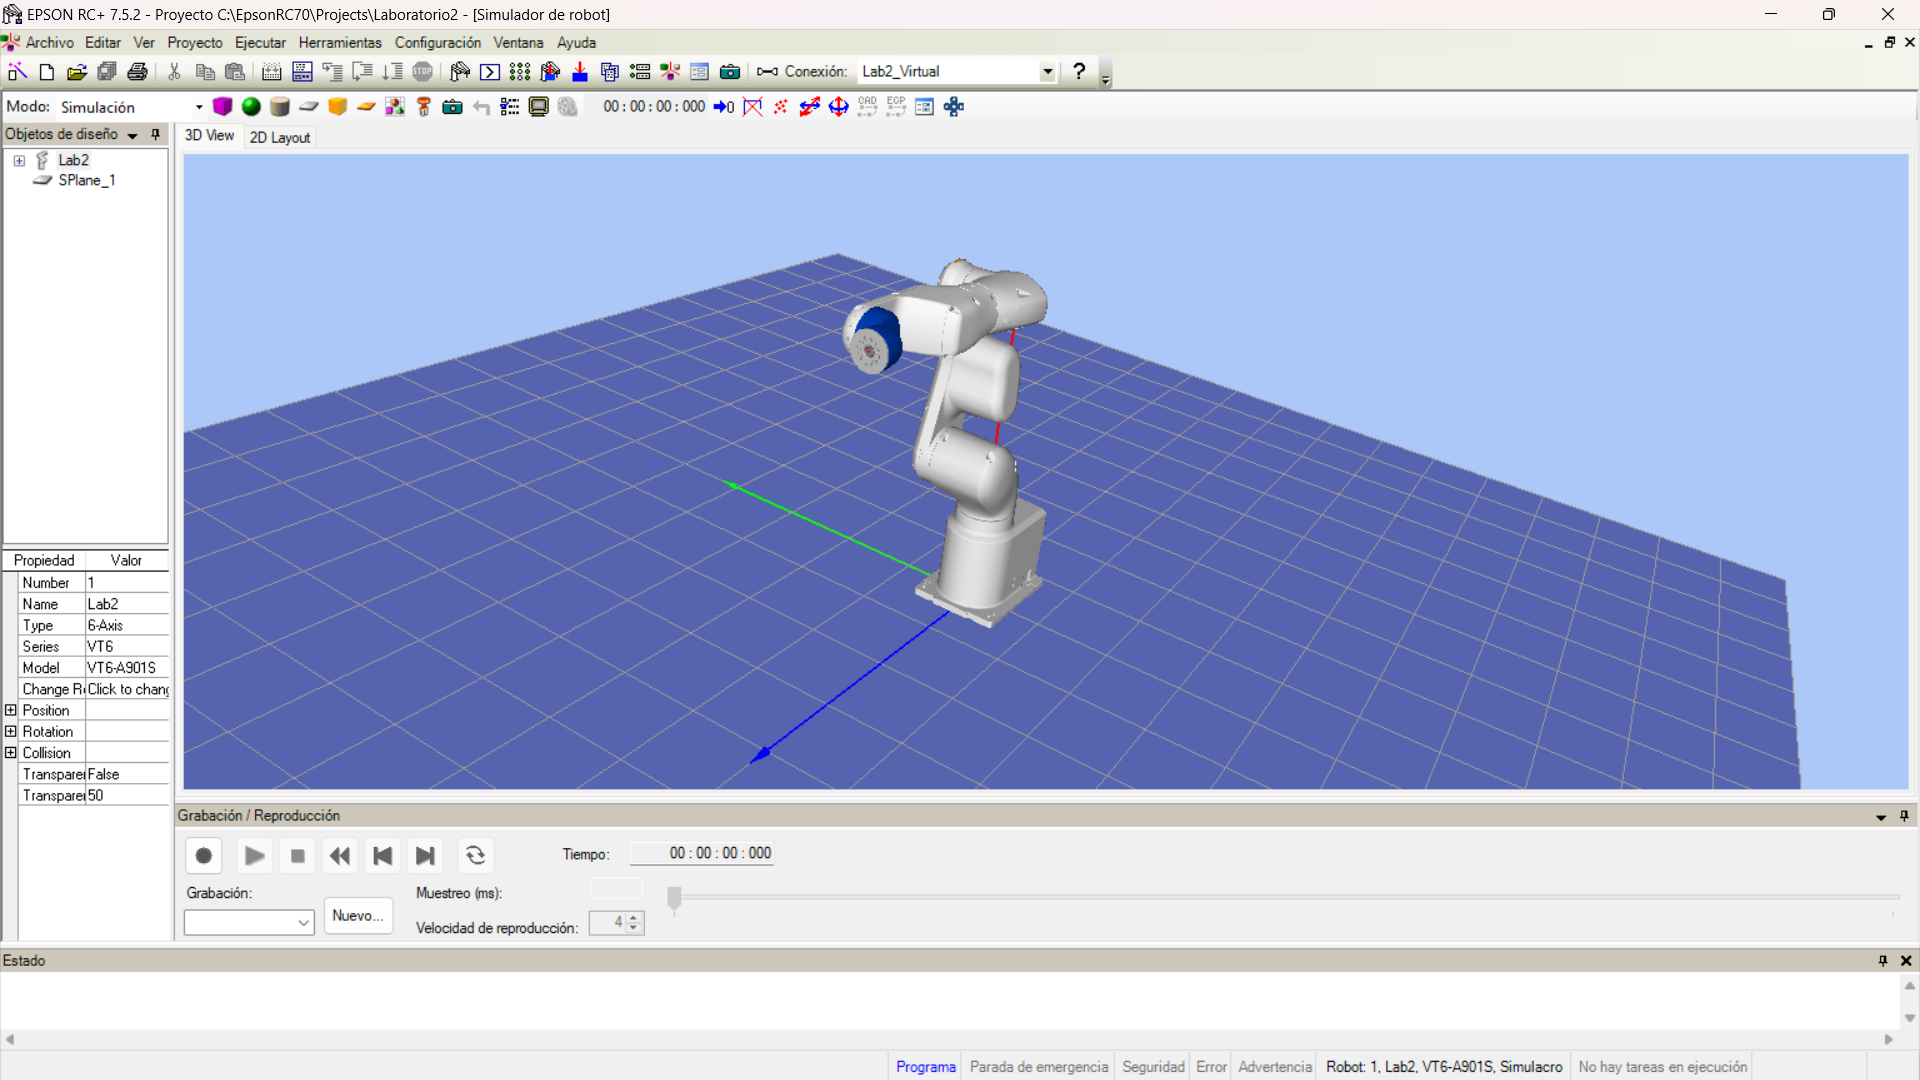 EPSON RC+ 7.5.2 - Proyecto C:\EpsonRC70\Projects\Laboratorio2 - [Simulador de robot]
Archivo Editar Ver Proyecto Ejecutar Herramientas Configuración Ventana Ayuda
STOP Conexión: Lab2_Virtual ?
Modo: Simulación 00 : 00 : 00 : 000 CAD ECP
Objetos de diseño
3D View 2D Layout
Lab2
SPlane_1
Propiedad Valor
Number 1
Name Lab2
Type 6-Axis
Series VT6
Model VT6-A901S
Change R Click to chang
Position
Rotation
Collision
Transparen False
Transparen 50
Grabación / Reproducción
Tiempo: 00 : 00 : 00 : 000
Grabación:
Nuevo...
Muestreo (ms):
Velocidad de reproducción: 4
Estado
Programa Parada de emergencia Seguridad Error Advertencia Robot: 1, Lab2, VT6-A901S, Simulacro No hay tareas en ejecución